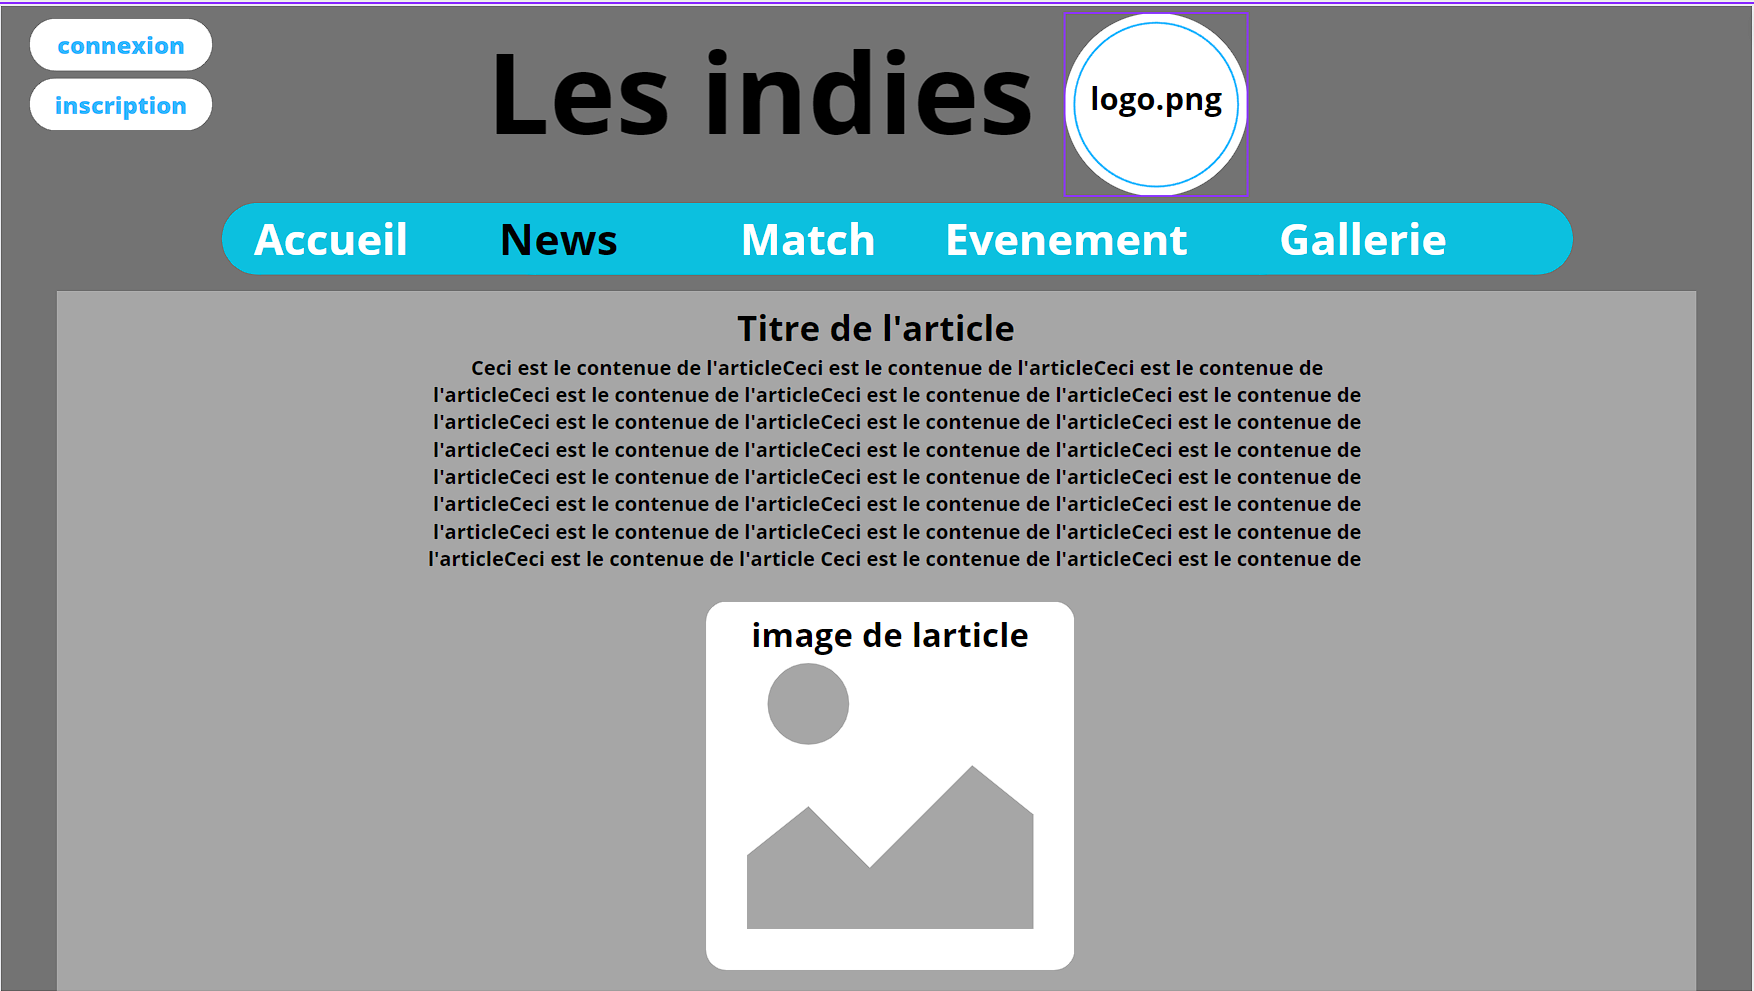 connexion
inscription
Les indies
logo.png
Accueil News Match Evenement Gallerie
Titre de l'article
Ceci est le contenue de l'articleCeci est le contenue de l'articleCeci est le contenue de
l'articleCeci est le contenue de l'articleCeci est le contenue de l'articleCeci est le contenue de
l'articleCeci est le contenue de l'articleCeci est le contenue de l'articleCeci est le contenue de
l'articleCeci est le contenue de l'articleCeci est le contenue de l'articleCeci est le contenue de
l'articleCeci est le contenue de l'articleCeci est le contenue de l'articleCeci est le contenue de
l'articleCeci est le contenue de l'articleCeci est le contenue de l'articleCeci est le contenue de
l'articleCeci est le contenue de l'articleCeci est le contenue de l'articleCeci est le contenue de
l'articleCeci est le contenue de l'article Ceci est le contenue de l'articleCeci est le contenue de
image de larticle